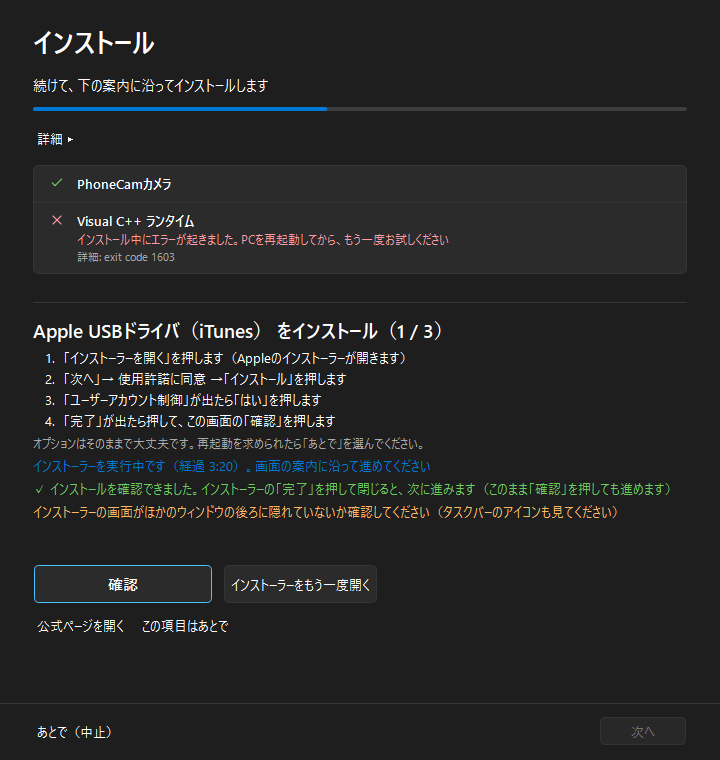 インストール
続けて、下の案内に沿ってインストールします
詳細 ▸
✓ PhoneCamカメラ
✕ Visual C++ ランタイム
インストール中にエラーが起きました。PCを再起動してから、もう一度お試しください
詳細: exit code 1603
Apple USBドライバ（iTunes） をインストール（1 / 3）
1. 「インストーラーを開く」を押します（Appleのインストーラーが開きます）
2. 「次へ」→ 使用許諾に同意 →「インストール」を押します
3. 「ユーザーアカウント制御」が出たら「はい」を押します
4. 「完了」が出たら押して、この画面の「確認」を押します
オプションはそのままで大丈夫です。再起動を求められたら「あとで」を選んでください。
インストーラーを実行中です（経過 3:20）。画面の案内に沿って進めてください
✓ インストールを確認できました。インストーラーの「完了」を押して閉じると、次に進みます（このまま「確認」を押しても進めます）
インストーラーの画面がほかのウィンドウの後ろに隠れていないか確認してください（タスクバーのアイコンも見てください）
確認 インストーラーをもう一度開く
公式ページを開く この項目はあとで
あとで（中止） 次へ